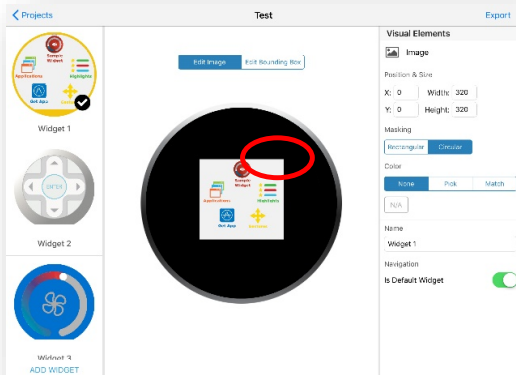 Projects
Test
Export
Sample
Widget
Applications
Highlights
Get Apps
Widget 1
ENTER
Widget 2
Widget 3
ADD WIDGET
Edit Image
Edit Bounding Box
Sample
Widget
Applications
Highlights
Get App
Visual Elements
Image
Position & Size
X: 0 Width: 320
Y: 0 Height: 320
Masking
Rectangular Circular
Color
None Pick Match
N/A
Name
Widget 1
Navigation
Is Default Widget